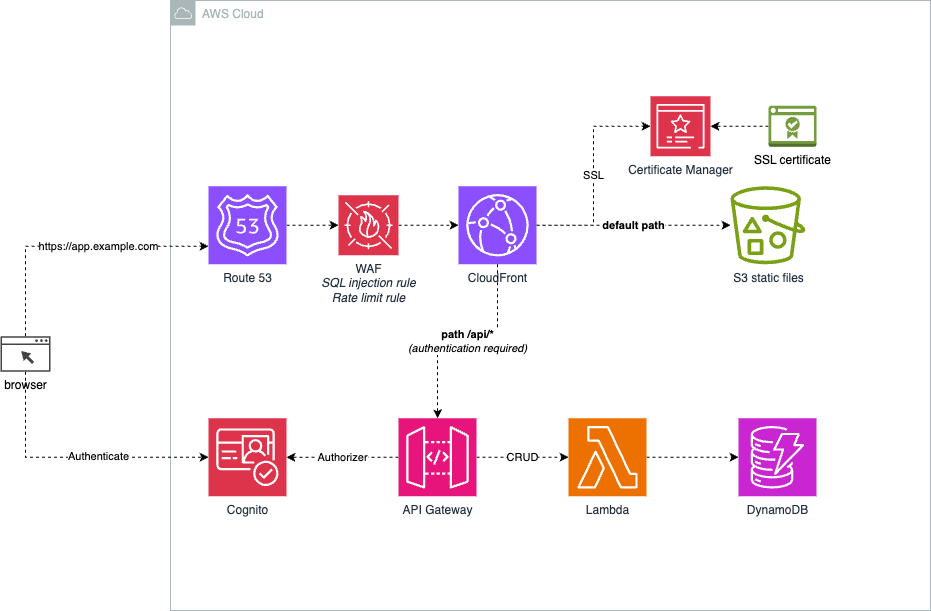 AWS Cloud
SSL certificate
Certificate Manager
SSL
53
default path
https://app.example.com
Route 53
WAF
SQL injection rule
Rate limit rule
CloudFront
S3 static files
path /api/*
(authentication required)
browser
Authenticate
Authorizer
</>
CRUD
Cognito
API Gateway
Lambda
DynamoDB